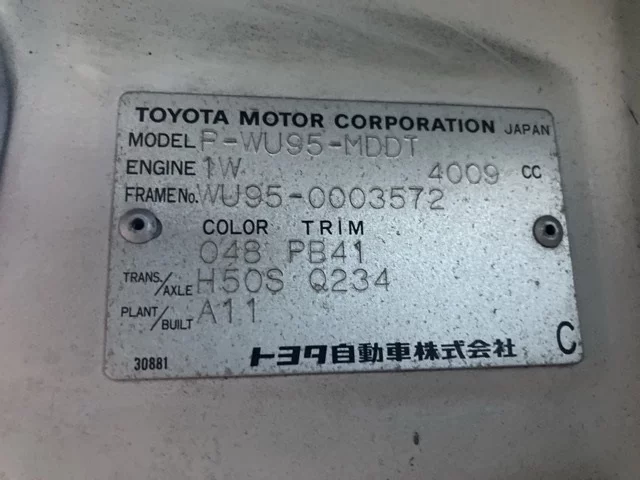 TOYOTA MOTOR CORPORATION JAPAN
MODEL P-WU95-MDDT
ENGINE 1W 4009 CC
FRAME No. WU95-0003572
COLOR TRIM
048 PB41
TRANS./AXLE H50S Q234
PLANT/BUILT A11
30881 トヨタ自動車株式会社 C